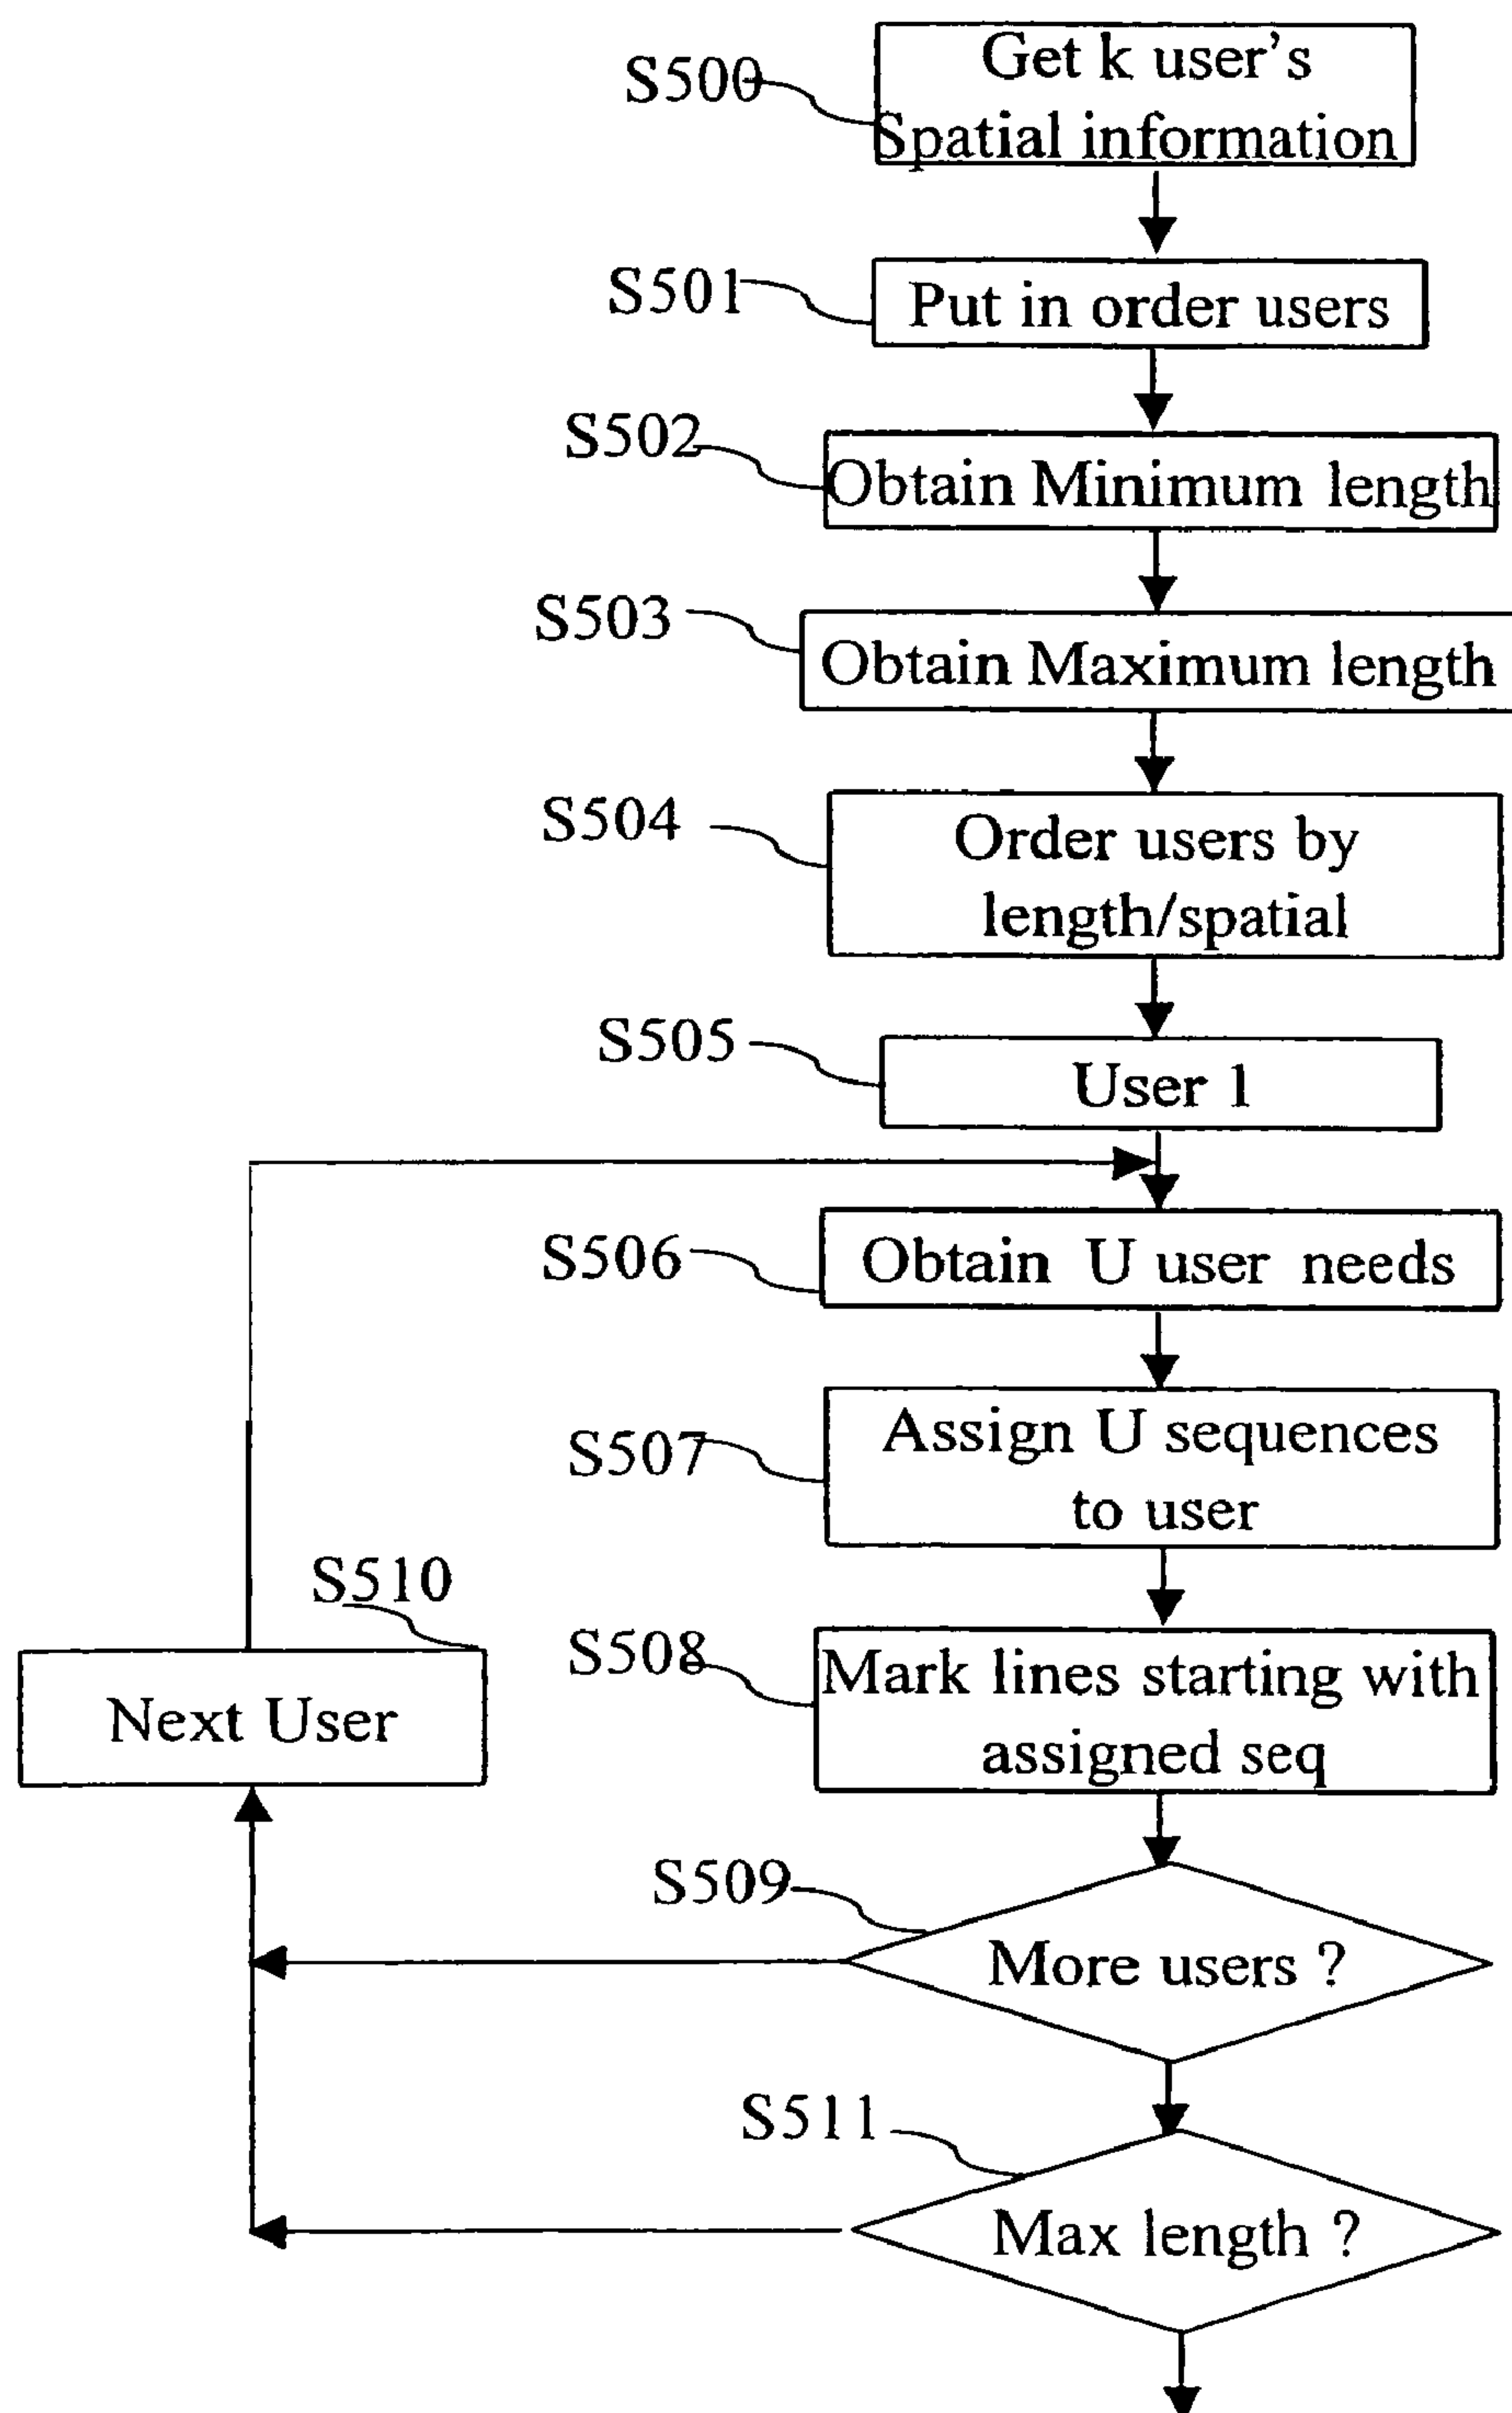 S500
Get k user's
Spatial information
S501
Put in order users
S502
Obtain Minimum length
S503
Obtain Maximum length
S504
Order users by
length/spatial
S505
User 1
S506
Obtain U user needs
S507
Assign U sequences
to user
S510
Next User
S508
Mark lines starting with
assigned seq
S509
More users ?
S511
Max length ?